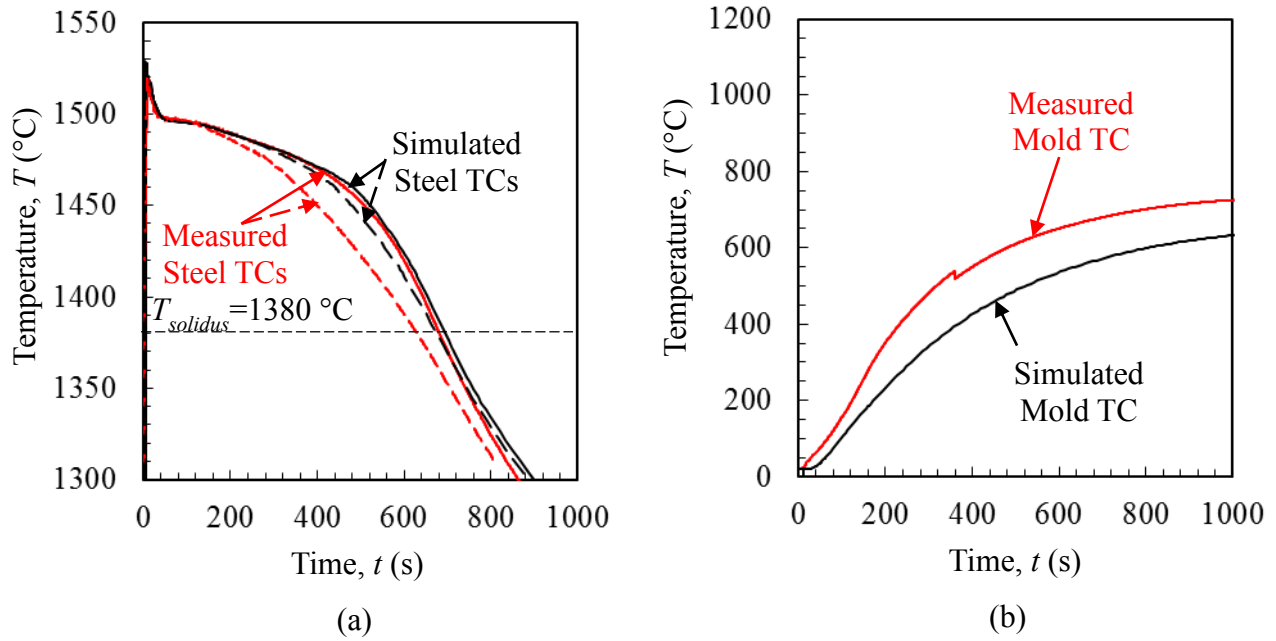 1550
1500
1450
1400
1350
1300
Temperature, T (°C)
Simulated
Steel TCs
Measured
Steel TCs
T_solidus=1380 °C
0 200 400 600 800 1000
Time, t (s)
(a)
1200
1000
800
600
400
200
0
Temperature, T (°C)
Measured
Mold TC
Simulated
Mold TC
0 200 400 600 800 1000
Time, t (s)
(b)